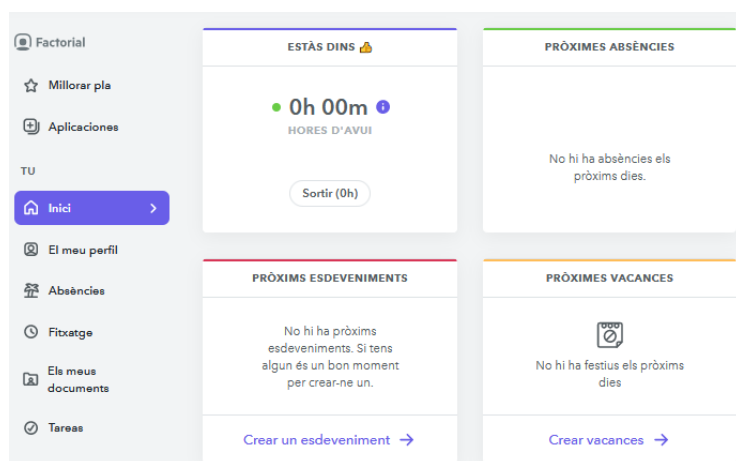 Factorial
Millorar pla
Aplicaciones
TU
Inici
El meu perfil
Absències
Fitxatge
Els meus
documents
Tareas
ESTÀS DINS 👍
0h 00m
HORES D'AVUI
Sortir (0h)
PRÒXIMES ABSÈNCIES
No hi ha absències els
pròxims dies.
PRÒXIMS ESDEVENIMENTS
No hi ha pròxims
esdeveniments. Si tens
algun és un bon moment
per crear-ne un.
Crear un esdeveniment →
PRÒXIMES VACANCES
No hi ha festius els pròxims
dies
Crear vacances →